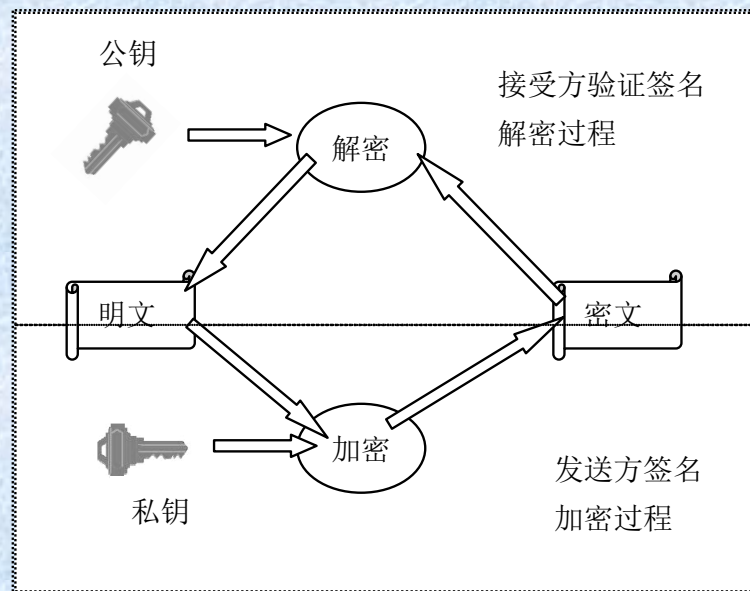 公钥
接受方验证签名
解密过程
解密
明文
密文
加密
私钥
发送方签名
加密过程